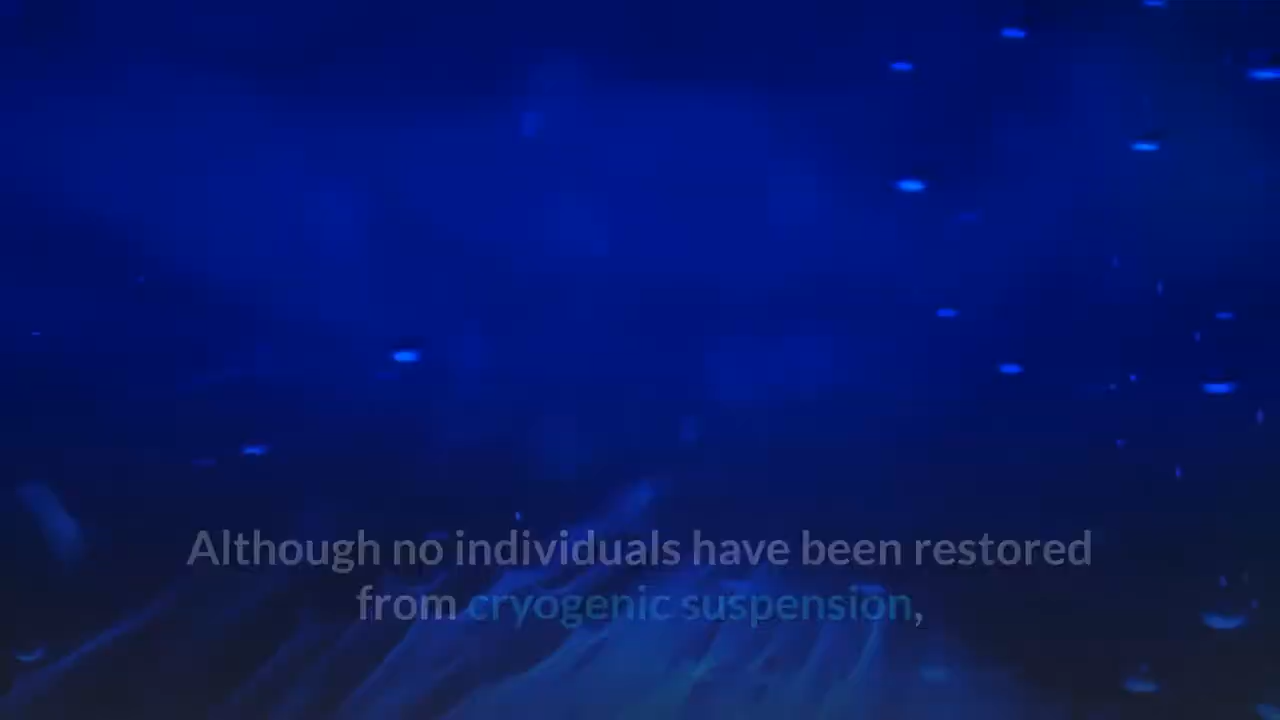 Although no individuals have been restored
from cryogenic suspension,